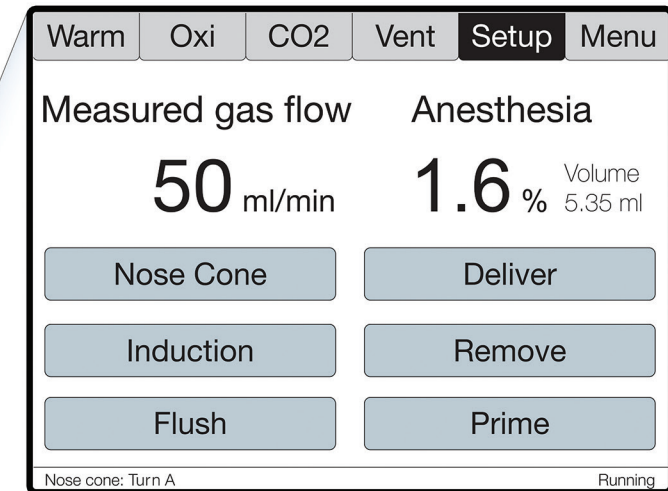 Warm Oxi CO2 Vent Setup Menu
Measured gas flow Anesthesia
50 ml/min 1.6 % Volume 5.35 ml
Nose Cone Deliver
Induction Remove
Flush Prime
Nose cone: Turn A Running